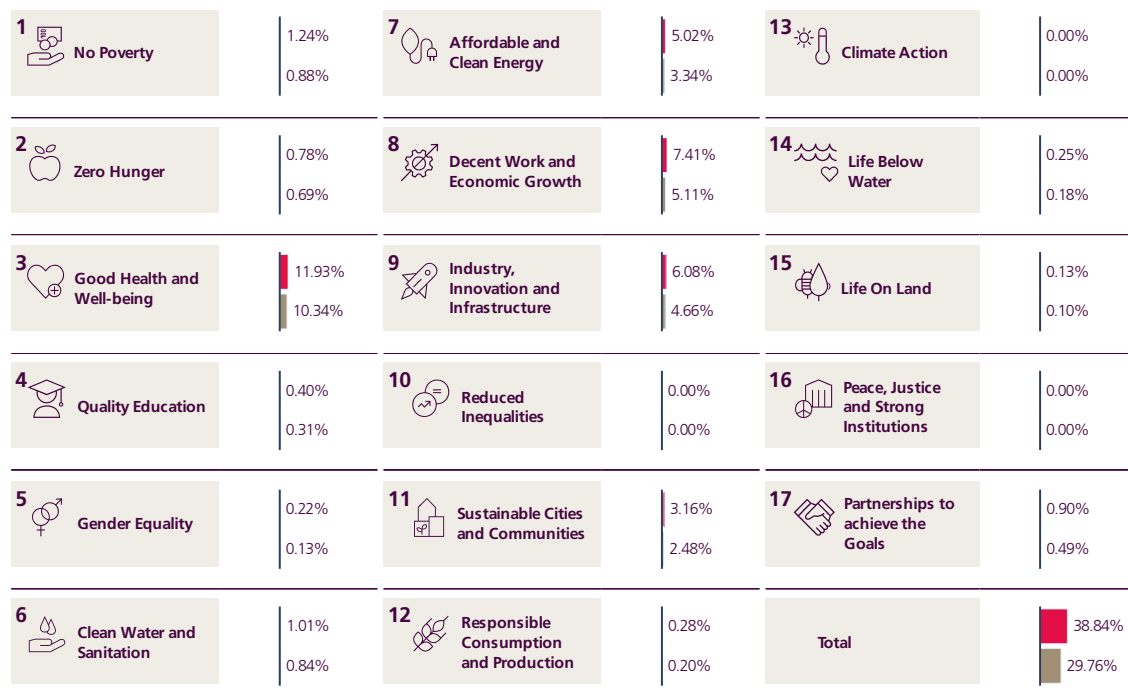 1
No Poverty
1.24%
0.88%
2
Zero Hunger
0.78%
0.69%
3
Good Health and
Well-being
11.93%
10.34%
4
Quality Education
0.40%
0.31%
5
Gender Equality
0.22%
0.13%
6
Clean Water and
Sanitation
1.01%
0.84%
7
Affordable and
Clean Energy
5.02%
3.34%
8
Decent Work and
Economic Growth
7.41%
5.11%
9
Industry,
Innovation and
Infrastructure
6.08%
4.66%
10
Reduced
Inequalities
0.00%
0.00%
11
Sustainable Cities
and Communities
3.16%
2.48%
12
Responsible
Consumption
and Production
0.28%
0.20%
13
Climate Action
0.00%
0.00%
14
Life Below
Water
0.25%
0.18%
15
Life On Land
0.13%
0.10%
16
Peace, Justice
and Strong
Institutions
0.00%
0.00%
17
Partnerships to
achieve the
Goals
0.90%
0.49%
Total
38.84%
29.76%